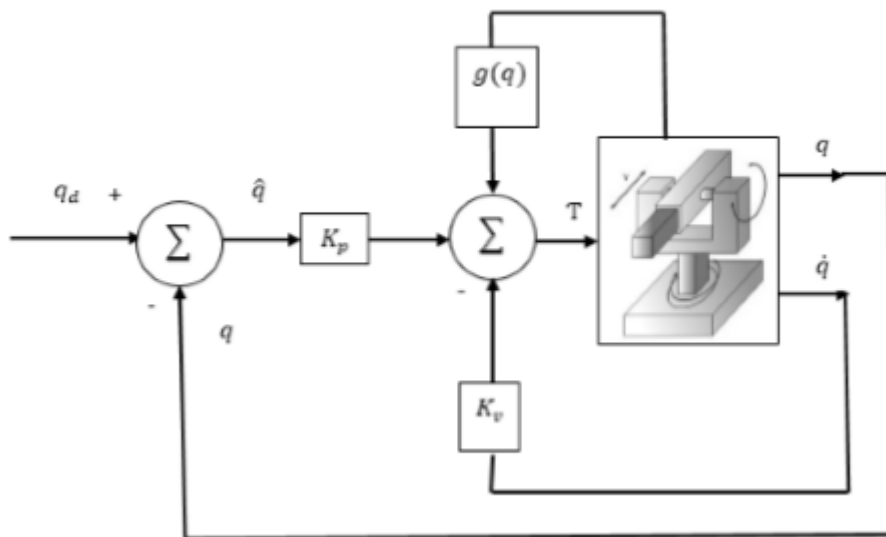 g(q)
q
q_d + q̂ T
Σ K_p Σ
q̇
- -
q
K_v